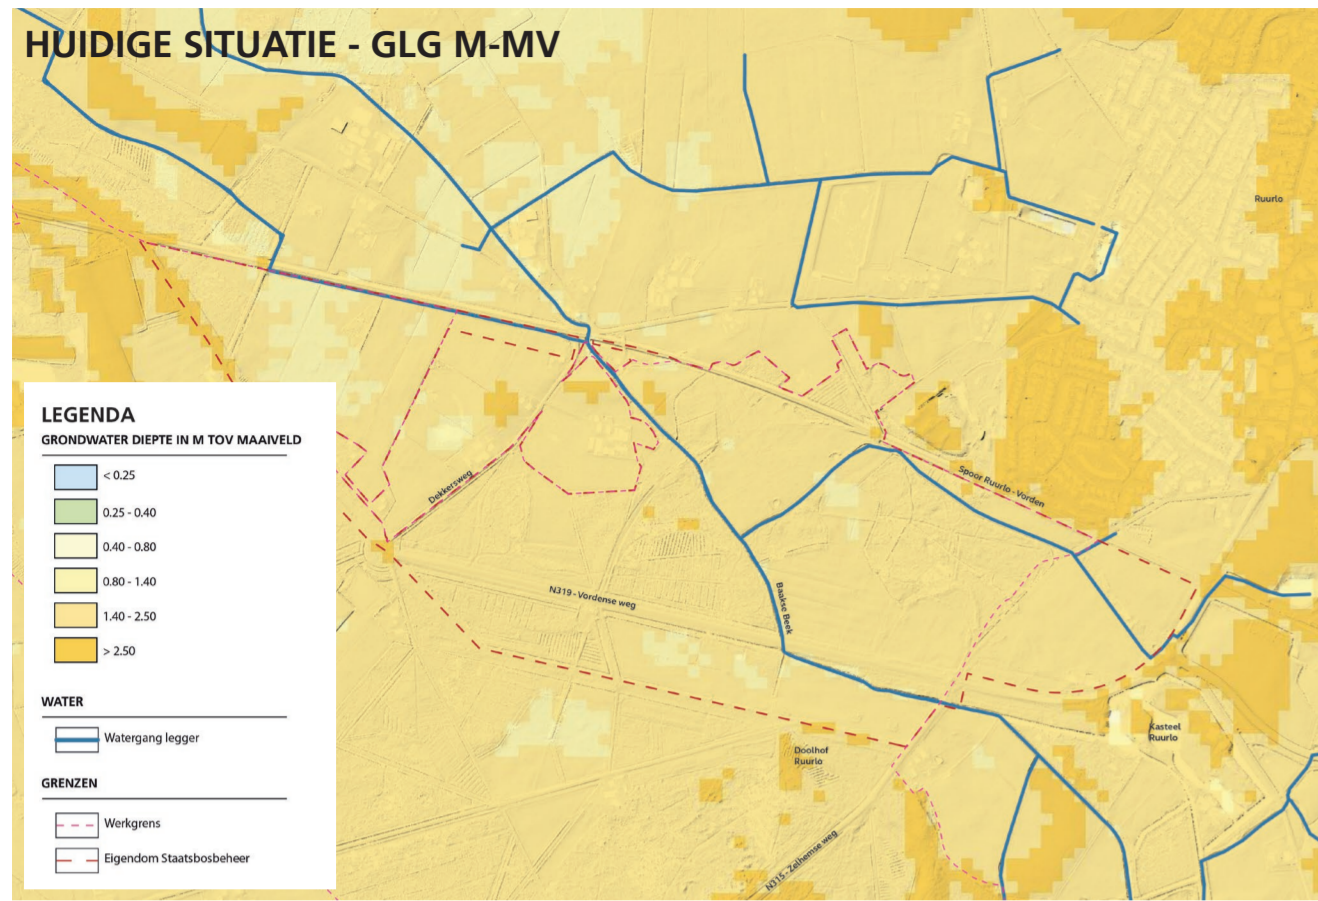 HUIDIGE SITUATIE - GLG M-MV
Ruurlo
Spoor Ruurlo - Vorden
Dekkersweg
N319 - Vordense weg
Baakse Beek
Kasteel
Ruurlo
Doolhof
Ruurlo
N315 - Zelhemse weg
LEGENDA
GRONDWATER DIEPTE IN M TOV MAAIVELD
< 0.25
0.25 - 0.40
0.40 - 0.80
0.80 - 1.40
1.40 - 2.50
> 2.50
WATER
Watergang legger
GRENZEN
Werkgrens
Eigendom Staatsbosbeheer